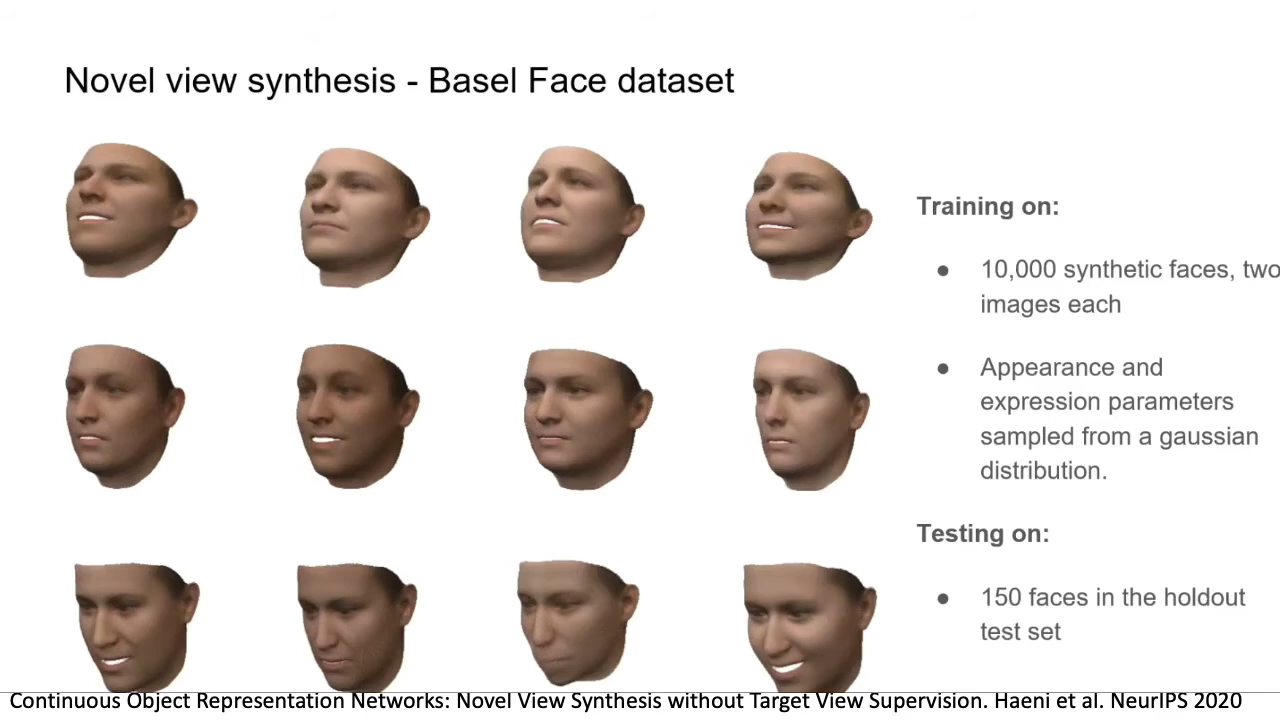 Novel view synthesis - Basel Face dataset
Training on:
● 10,000 synthetic faces, two
images each
● Appearance and
expression parameters
sampled from a gaussian
distribution.
Testing on:
● 150 faces in the holdout
test set
Continuous Object Representation Networks: Novel View Synthesis without Target View Supervision. Haeni et al. NeurIPS 2020